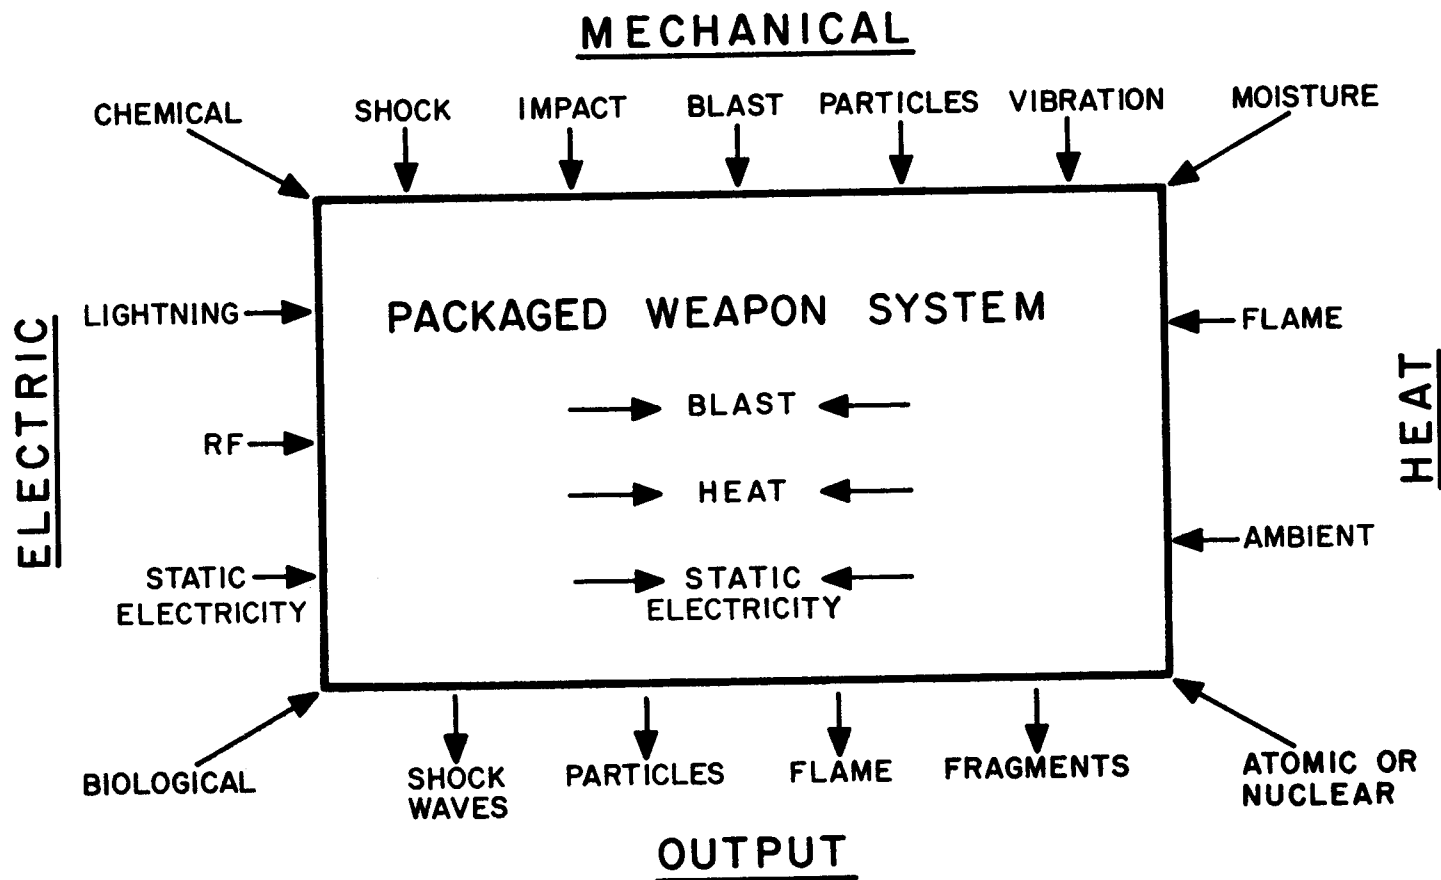 MECHANICAL
CHEMICAL
SHOCK
IMPACT
BLAST
PARTICLES
VIBRATION
MOISTURE
ELECTRIC
LIGHTNING
RF
STATIC
ELECTRICITY
PACKAGED WEAPON SYSTEM
BLAST
HEAT
STATIC
ELECTRICITY
FLAME
AMBIENT
HEAT
BIOLOGICAL
SHOCK
WAVES
PARTICLES
FLAME
FRAGMENTS
ATOMIC OR
NUCLEAR
OUTPUT